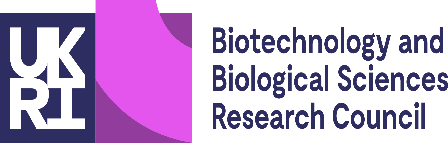 UK
RI
Biotechnology and
Biological Sciences
Research Council